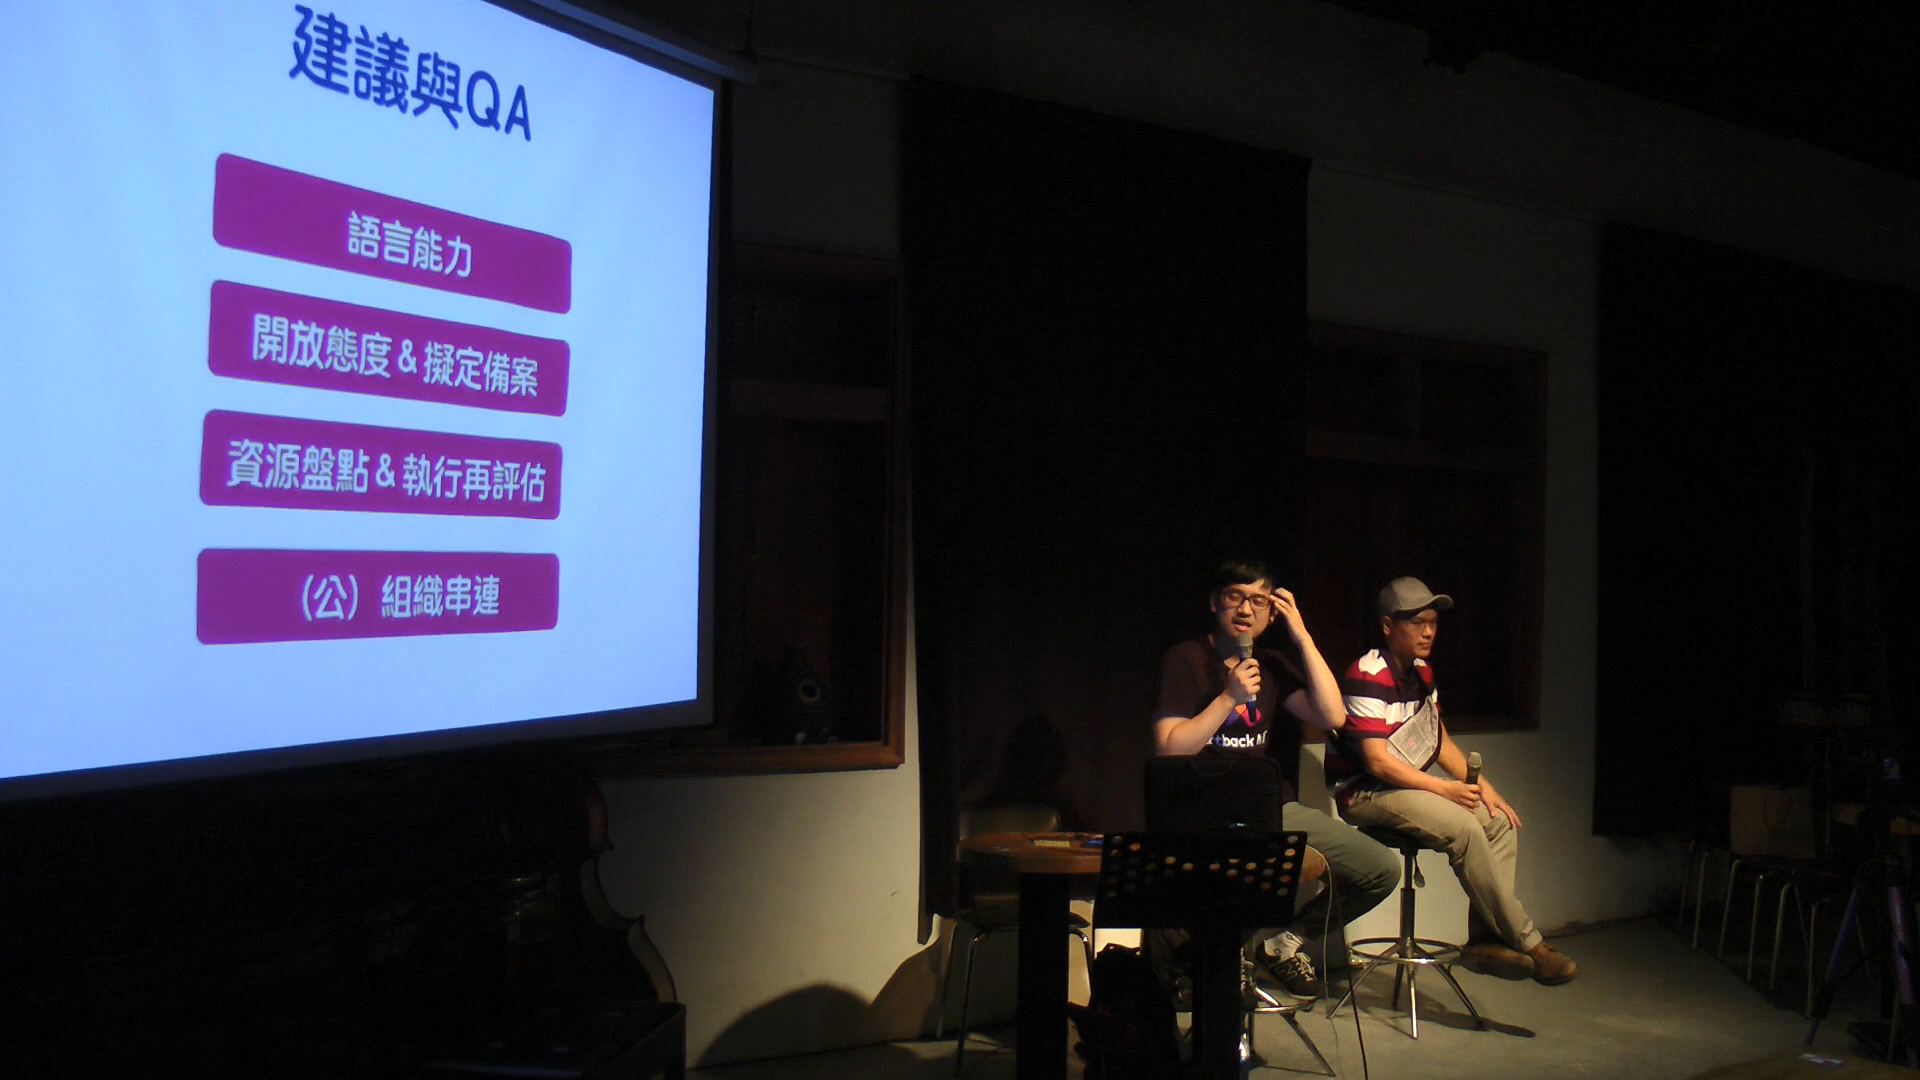 建議與QA
語言能力
開放態度 & 擬定備案
資源盤點 & 執行再評估
(公) 組織串連
back